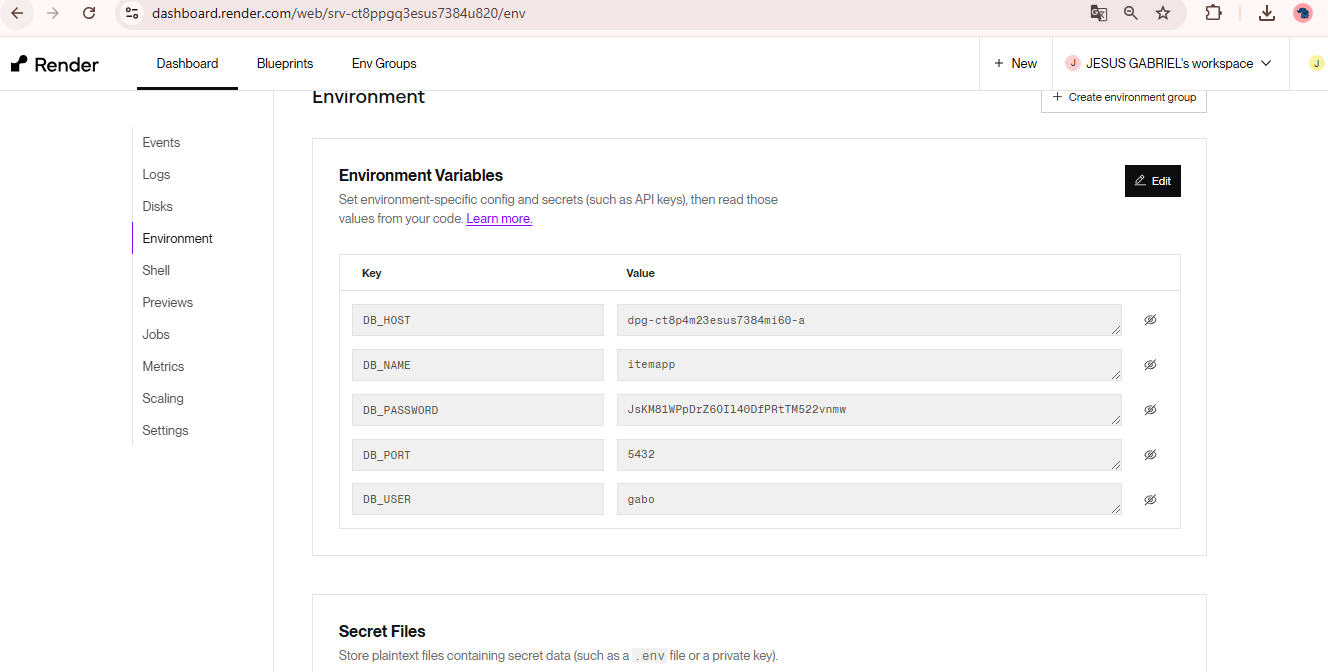 dashboard.render.com/web/srv-ct8ppgq3esus7384u820/env
Render
Dashboard
Blueprints
Env Groups
+ New
J JESUS GABRIEL's workspace
J
Environment
+ Create environment group
Events
Logs
Disks
Environment
Shell
Previews
Jobs
Metrics
Scaling
Settings
Environment Variables
Edit
Set environment-specific config and secrets (such as API keys), then read those
values from your code. Learn more.
Key Value
DB_HOST dpg-ct8p4m23esus7384mi60-a
DB_NAME itemapp
DB_PASSWORD JsKM81WPpDrZ6OIl40DfPRtTM522vnmw
DB_PORT 5432
DB_USER gabo
Secret Files
Store plaintext files containing secret data (such as a .env file or a private key).